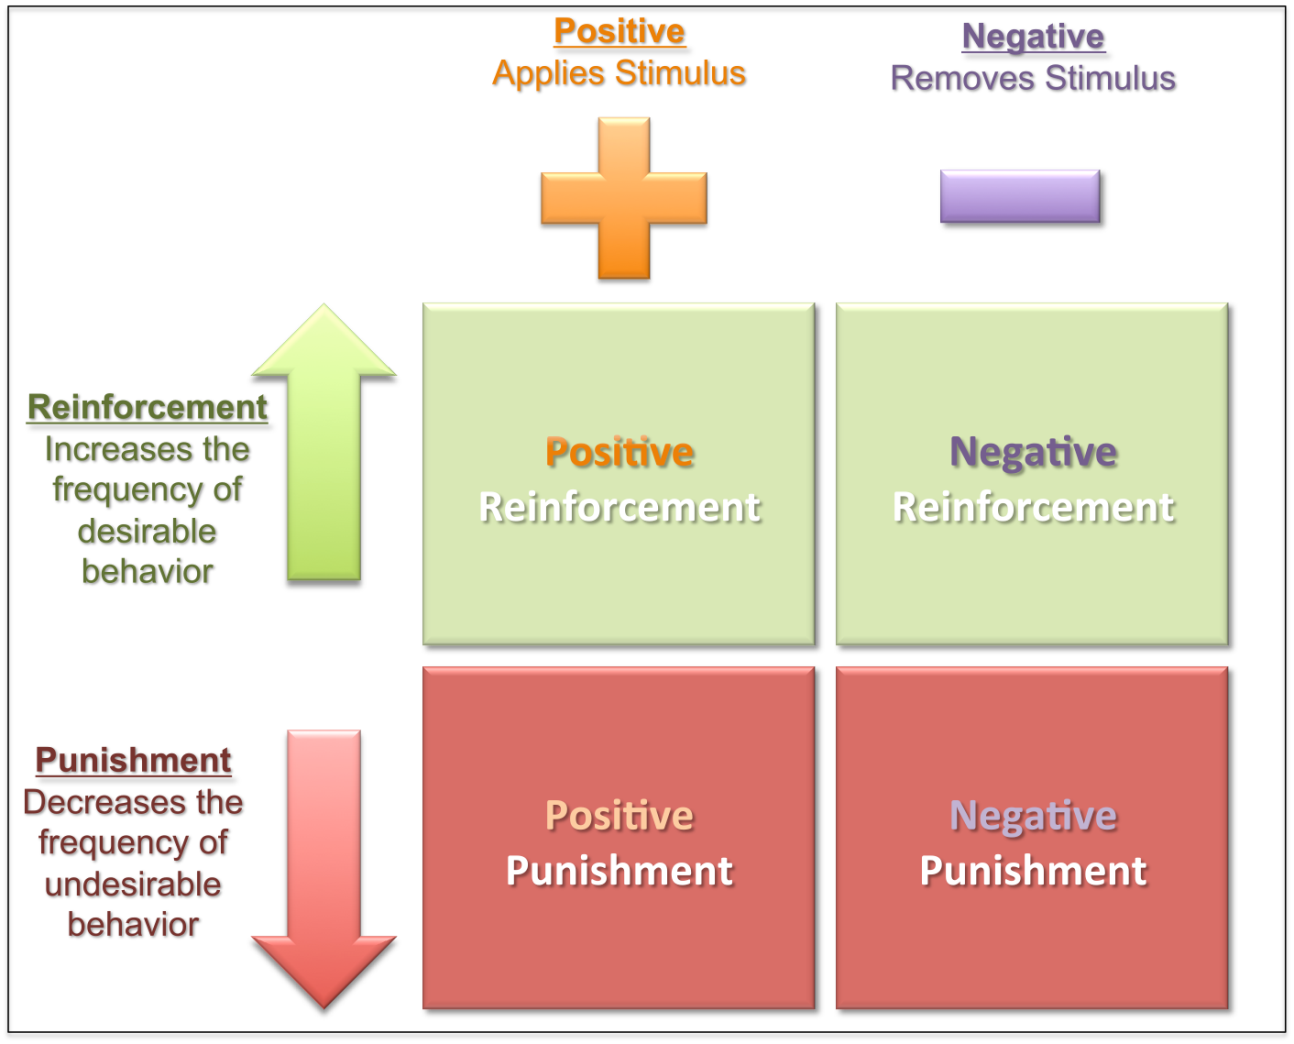 Positive
Applies Stimulus
Negative
Removes Stimulus
Reinforcement
Increases the
frequency of
desirable
behavior
Positive
Reinforcement
Negative
Reinforcement
Punishment
Decreases the
frequency of
undesirable
behavior
Positive
Punishment
Negative
Punishment